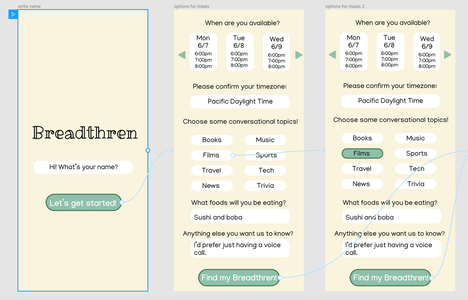 write name
Breadthren
Hi! What's your name?
Let's get started!
options for meals
When are you available?
Mon Tue Wed
6/7 6/8 6/9
6:00pm 6:00pm 6:00pm
7:00pm 7:00pm 7:00pm
8:00pm 8:00pm 8:00pm
Please confirm your timezone:
Pacific Daylight Time
Choose some conversational topics!
Books Music
Films Sports
Travel Tech
News Trivia
What foods will you be eating?
Sushi and boba
Anything else you want us to know?
I'd prefer just having a voice
call.
Find my Breadthren!
options for meals 2
When are you available?
Mon Tue Wed
6/7 6/8 6/9
6:00pm 6:00pm 6:00pm
7:00pm 7:00pm 7:00pm
8:00pm 8:00pm 8:00pm
Please confirm your timezone:
Pacific Daylight Time
Choose some conversational topics!
Books Music
Films Sports
Travel Tech
News Trivia
What foods will you be eating?
Sushi and boba
Anything else you want us to know?
I'd prefer just having a voice
call.
Find my Breadthren!